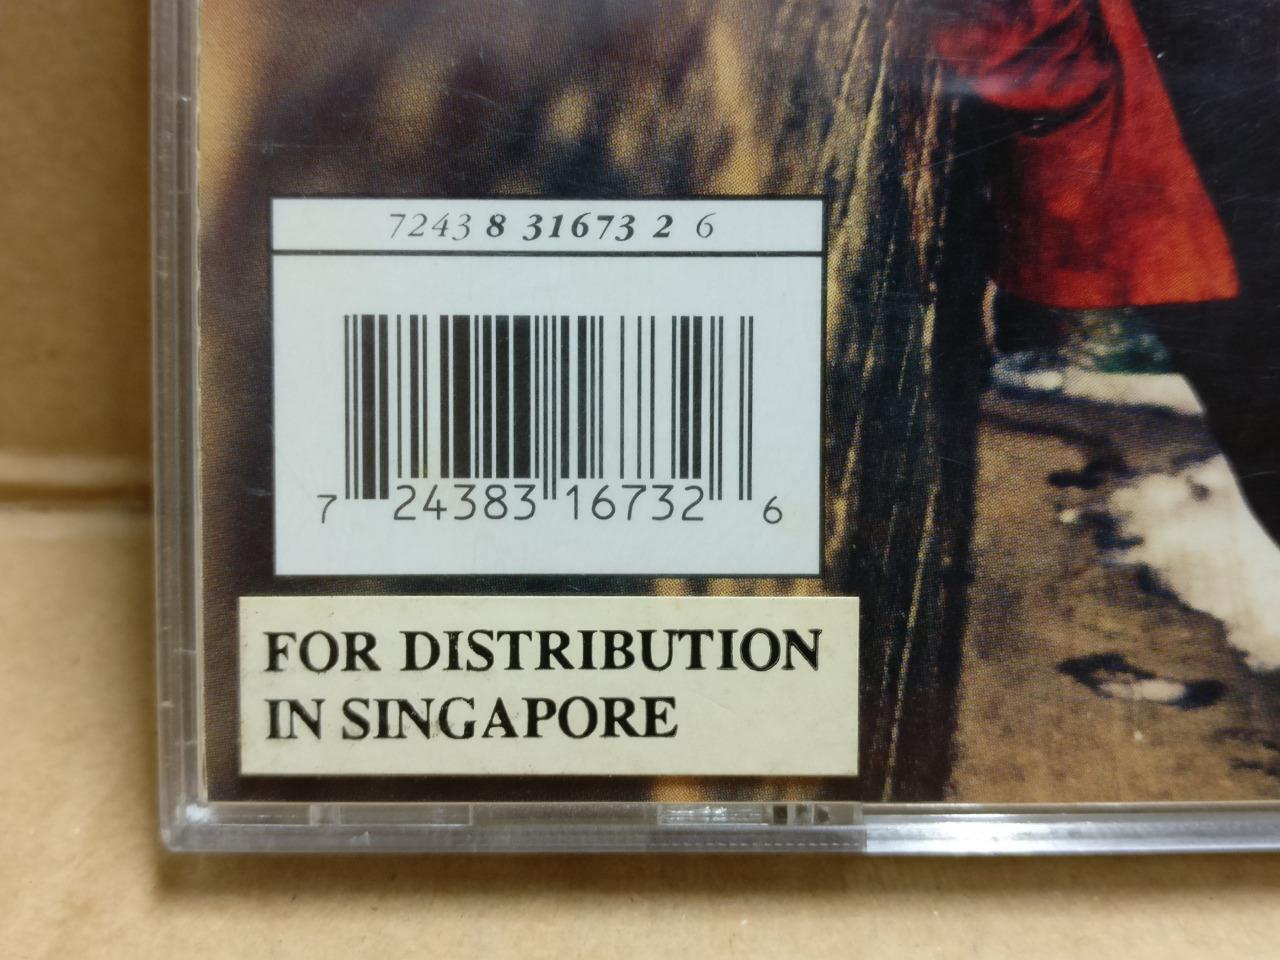 7243 8 31673 2 6
7 24383 16732 6
FOR DISTRIBUTION
IN SINGAPORE